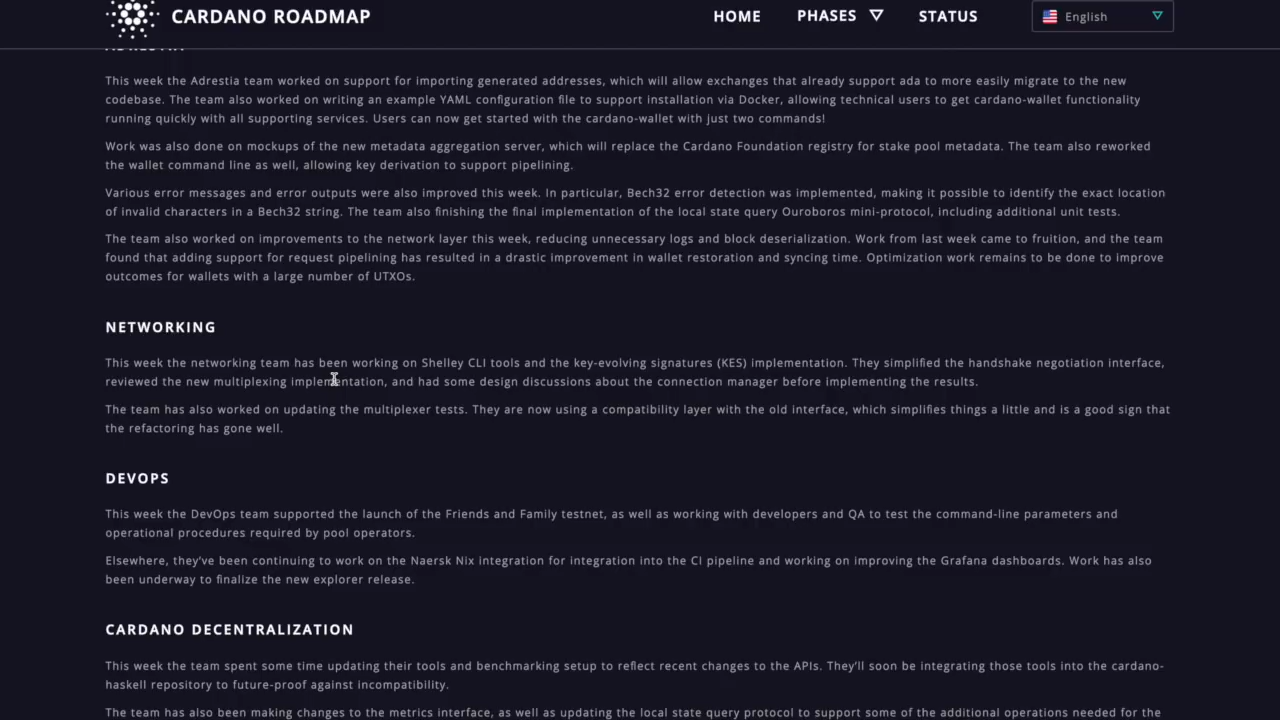 CARDANO ROADMAP
HOME
PHASES
STATUS
English
ADRESTIA
This week the Adrestia team worked on support for importing generated addresses, which will allow exchanges that already support ada to more easily migrate to the new
codebase. The team also worked on writing an example YAML configuration file to support installation via Docker, allowing technical users to get cardano-wallet functionality
running quickly with all supporting services. Users can now get started with the cardano-wallet with just two commands!
Work was also done on mockups of the new metadata aggregation server, which will replace the Cardano Foundation registry for stake pool metadata. The team also reworked
the wallet command line as well, allowing key derivation to support pipelining.
Various error messages and error outputs were also improved this week. In particular, Bech32 error detection was implemented, making it possible to identify the exact location
of invalid characters in a Bech32 string. The team also finishing the final implementation of the local state query Ouroboros mini-protocol, including additional unit tests.
The team also worked on improvements to the network layer this week, reducing unnecessary logs and block deserialization. Work from last week came to fruition, and the team
found that adding support for request pipelining has resulted in a drastic improvement in wallet restoration and syncing time. Optimization work remains to be done to improve
outcomes for wallets with a large number of UTXOs.
NETWORKING
This week the networking team has been working on Shelley CLI tools and the key-evolving signatures (KES) implementation. They simplified the handshake negotiation interface,
reviewed the new multiplexing implementation, and had some design discussions about the connection manager before implementing the results.
The team has also worked on updating the multiplexer tests. They are now using a compatibility layer with the old interface, which simplifies things a little and is a good sign that
the refactoring has gone well.
DEVOPS
This week the DevOps team supported the launch of the Friends and Family testnet, as well as working with developers and QA to test the command-line parameters and
operational procedures required by pool operators.
Elsewhere, they've been continuing to work on the Naersk Nix integration for integration into the CI pipeline and working on improving the Grafana dashboards. Work has also
been underway to finalize the new explorer release.
CARDANO DECENTRALIZATION
This week the team spent some time updating their tools and benchmarking setup to reflect recent changes to the APIs. They'll soon be integrating those tools into the cardano-
haskell repository to future-proof against incompatibility.
The team has also been making changes to the metrics interface, as well as updating the local state query protocol to support some of the additional operations needed for the